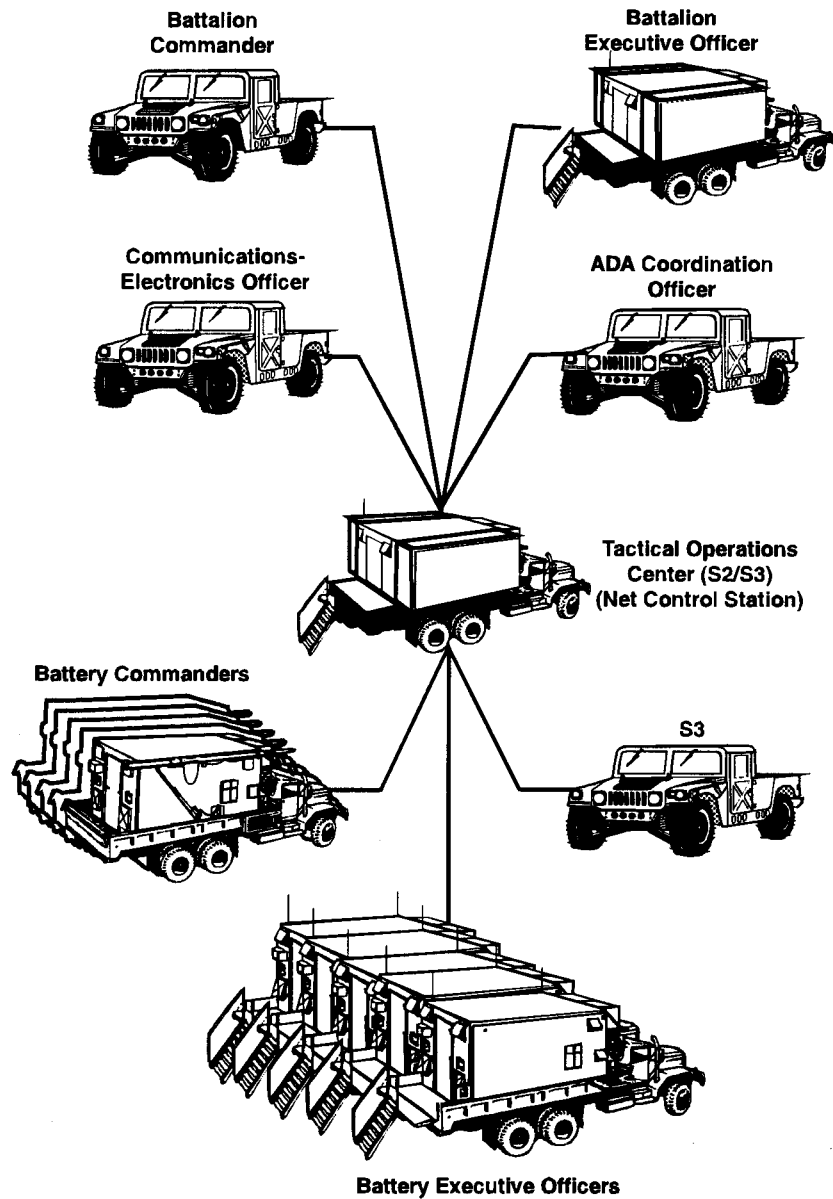 Battalion
Commander
Battalion
Executive Officer
Communications-
Electronics Officer
ADA Coordination
Officer
Tactical Operations
Center (S2/S3)
(Net Control Station)
Battery Commanders
S3
Battery Executive Officers